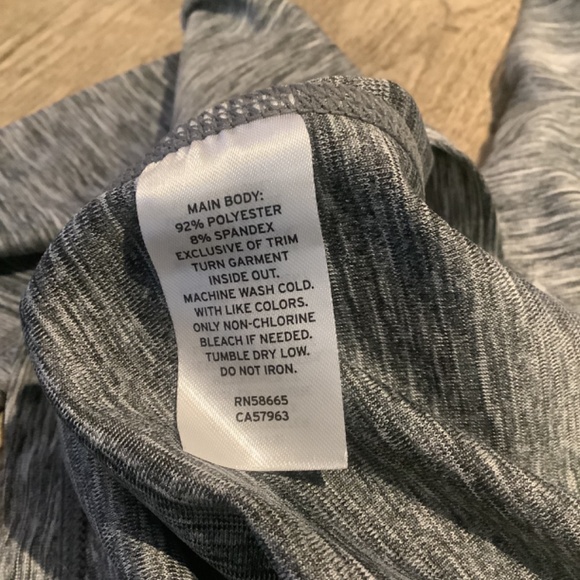 MAIN BODY:
92% POLYESTER
8% SPANDEX
EXCLUSIVE OF TRIM
TURN GARMENT
INSIDE OUT.
MACHINE WASH COLD.
WITH LIKE COLORS.
ONLY NON-CHLORINE
BLEACH IF NEEDED.
TUMBLE DRY LOW.
DO NOT IRON.
RN58665
CA57963